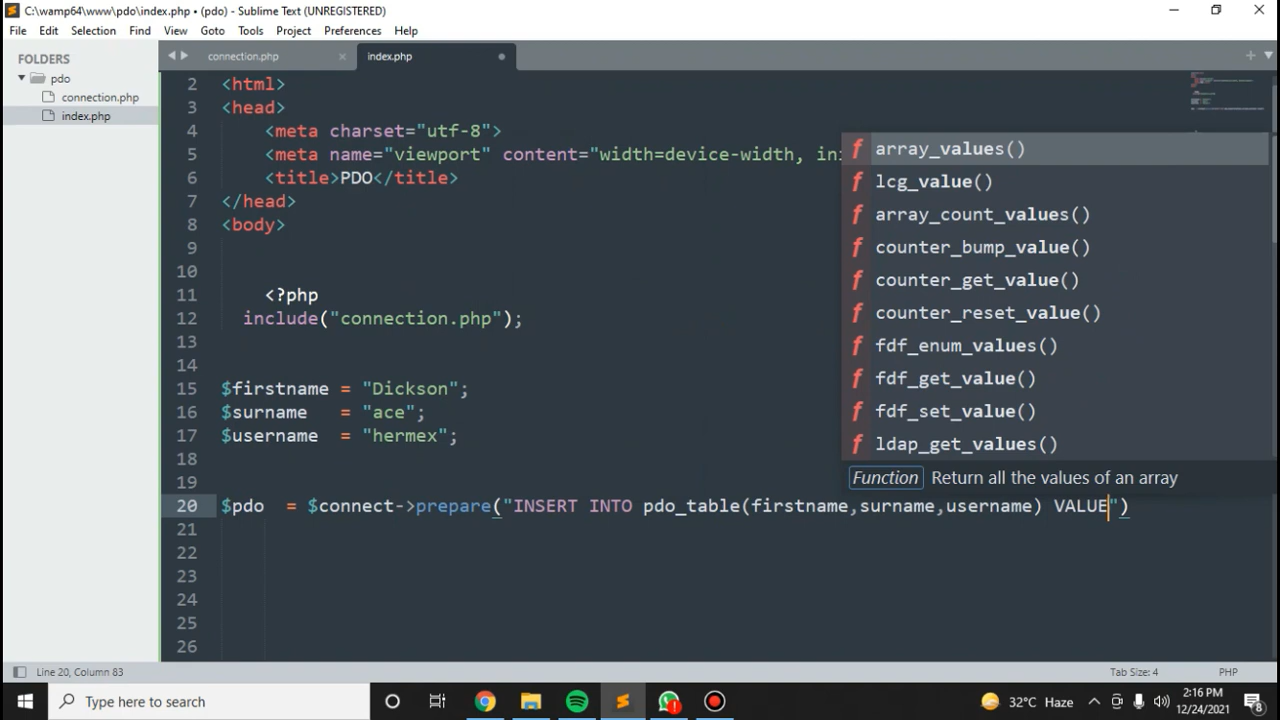 C:\wamp64\www\pdo\index.php • (pdo) - Sublime Text (UNREGISTERED)
File Edit Selection Find View Goto Tools Project Preferences Help
FOLDERS
pdo
connection.php
index.php
connection.php index.php
2 <html>
3 <head>
4 <meta charset="utf-8">
5 <meta name="viewport" content="width=device-width, ini
6 <title>PDO</title>
7 </head>
8 <body>
9
10
11 <?php
12 include("connection.php");
13
14
15 $firstname = "Dickson";
16 $surname = "ace";
17 $username = "hermex";
18
19
20 $pdo = $connect->prepare("INSERT INTO pdo_table(firstname,surname,username) VALUE")
21
22
23
24
25
26
f array_values()
f lcg_value()
f array_count_values()
f counter_bump_value()
f counter_get_value()
f counter_reset_value()
f fdf_enum_values()
f fdf_get_value()
f fdf_set_value()
f ldap_get_values()
Function Return all the values of an array
Line 20, Column 83 Tab Size: 4 PHP
Type here to search
32°C Haze
2:16 PM
12/24/2021
8